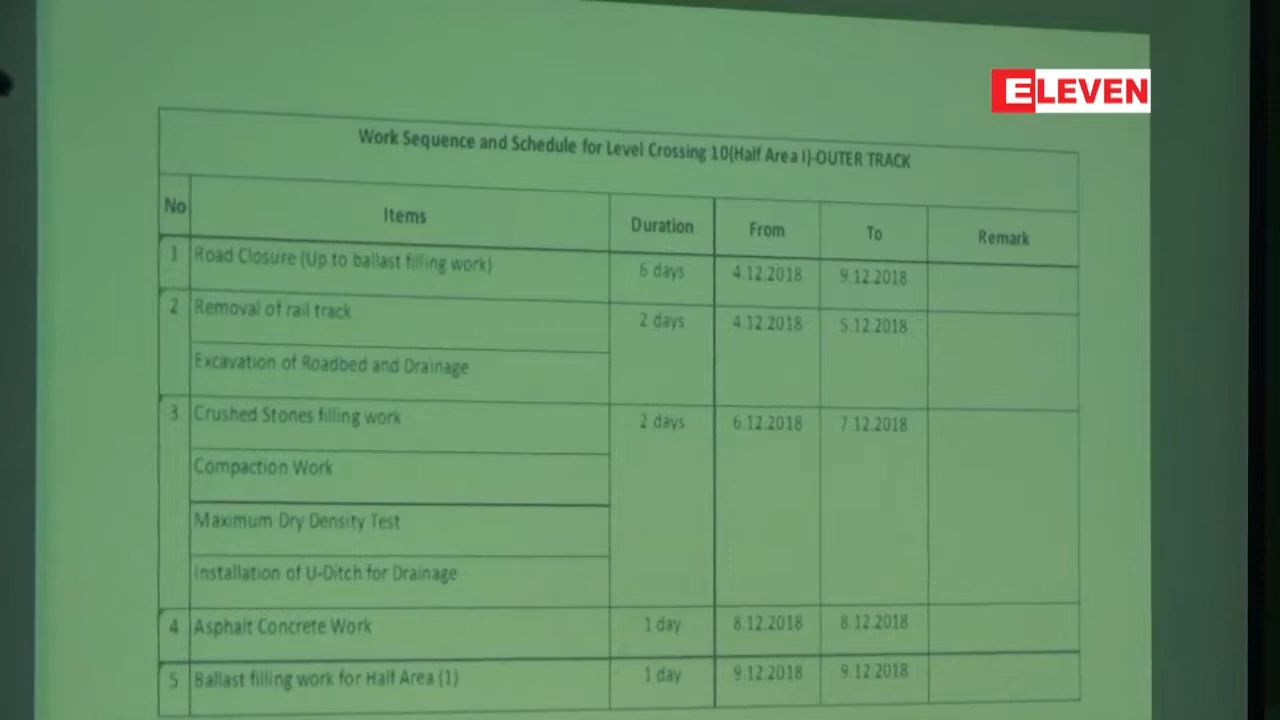 ELEVEN
Work Sequence and Schedule for Level Crossing 10(Half Area I)-OUTER TRACK
No Items Duration From To Remark
1 Road Closure (Up to ballast filling work) 6 days 4.12.2018 9.12.2018
2 Removal of rail track 2 days 4.12.2018 5.12.2018
Excavation of Roadbed and Drainage
3 Crushed Stones filling work 2 days 6.12.2018 7.12.2018
Compaction Work
Maximum Dry Density Test
Installation of U-Ditch for Drainage
4 Asphalt Concrete Work 1 day 8.12.2018 8.12.2018
5 Ballast filling work for Half Area (1) 1 day 9.12.2018 9.12.2018